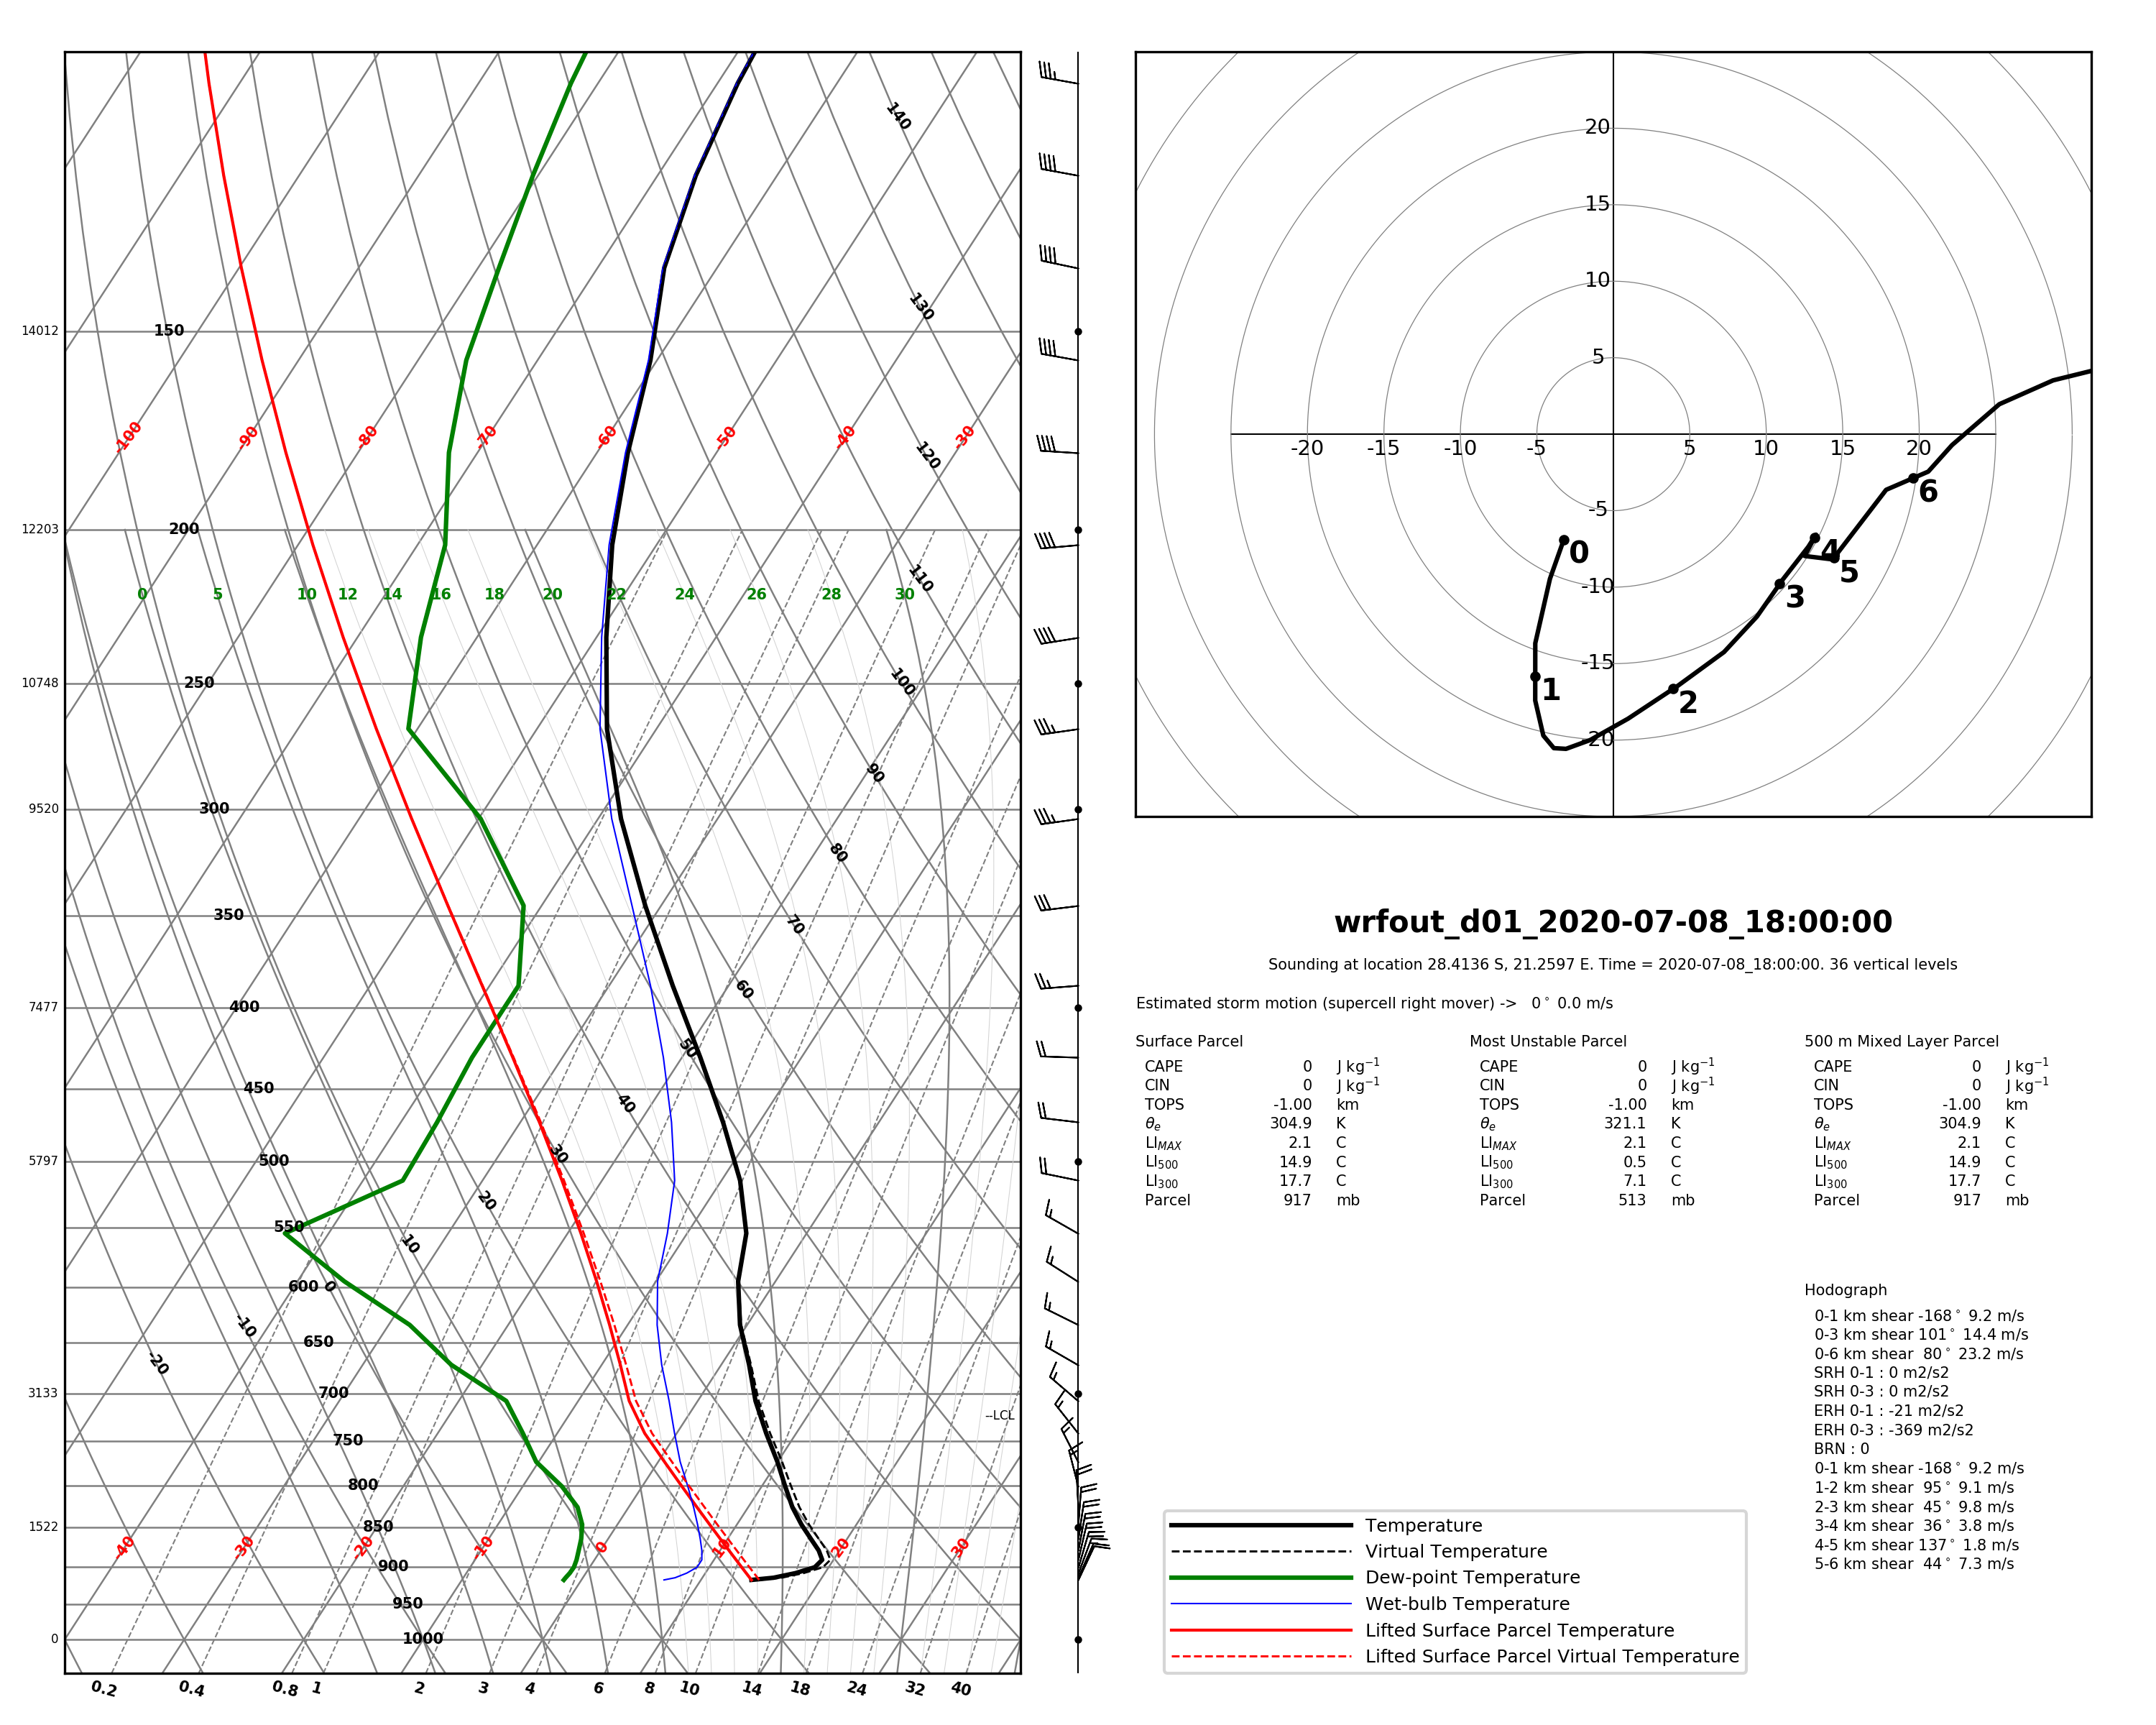 140
130
14012 150
-100 -90 -80 -70 -60 -50 -40 -30
120
12203 200
110
0 5 10 12 14 16 18 20 22 24 26 28 30
100
10748 250
90
9520 300
80
350
70
7477 400
60
50
450
40
5797 500
30
20
550
10
600 0
-10
650
-20
3133 700
--LCL
750
800
1522 850
-40 -30 -20 -10 0 10 20 30
900
950
0 1000
0.2 0.4 0.8 1 2 3 4 6 8 10 14 18 24 32 40
20
15
10
5
-20 -15 -10 -5 5 10 15 20
-5
-10
-15
-20
0
1
2
3
4
5
6
wrfout_d01_2020-07-08_18:00:00
Sounding at location 28.4136 S, 21.2597 E. Time = 2020-07-08_18:00:00. 36 vertical levels
Estimated storm motion (supercell right mover) -> 0° 0.0 m/s
Surface Parcel
CAPE 0 J kg⁻¹
CIN 0 J kg⁻¹
TOPS -1.00 km
θₑ 304.9 K
LI_MAX 2.1 C
LI₅₀₀ 14.9 C
LI₃₀₀ 17.7 C
Parcel 917 mb
Most Unstable Parcel
CAPE 0 J kg⁻¹
CIN 0 J kg⁻¹
TOPS -1.00 km
θₑ 321.1 K
LI_MAX 2.1 C
LI₅₀₀ 0.5 C
LI₃₀₀ 7.1 C
Parcel 513 mb
500 m Mixed Layer Parcel
CAPE 0 J kg⁻¹
CIN 0 J kg⁻¹
TOPS -1.00 km
θₑ 304.9 K
LI_MAX 2.1 C
LI₅₀₀ 14.9 C
LI₃₀₀ 17.7 C
Parcel 917 mb
Hodograph
0-1 km shear -168° 9.2 m/s
0-3 km shear 101° 14.4 m/s
0-6 km shear 80° 23.2 m/s
SRH 0-1 : 0 m2/s2
SRH 0-3 : 0 m2/s2
ERH 0-1 : -21 m2/s2
ERH 0-3 : -369 m2/s2
BRN : 0
0-1 km shear -168° 9.2 m/s
1-2 km shear 95° 9.1 m/s
2-3 km shear 45° 9.8 m/s
3-4 km shear 36° 3.8 m/s
4-5 km shear 137° 1.8 m/s
5-6 km shear 44° 7.3 m/s
Temperature
Virtual Temperature
Dew-point Temperature
Wet-bulb Temperature
Lifted Surface Parcel Temperature
Lifted Surface Parcel Virtual Temperature